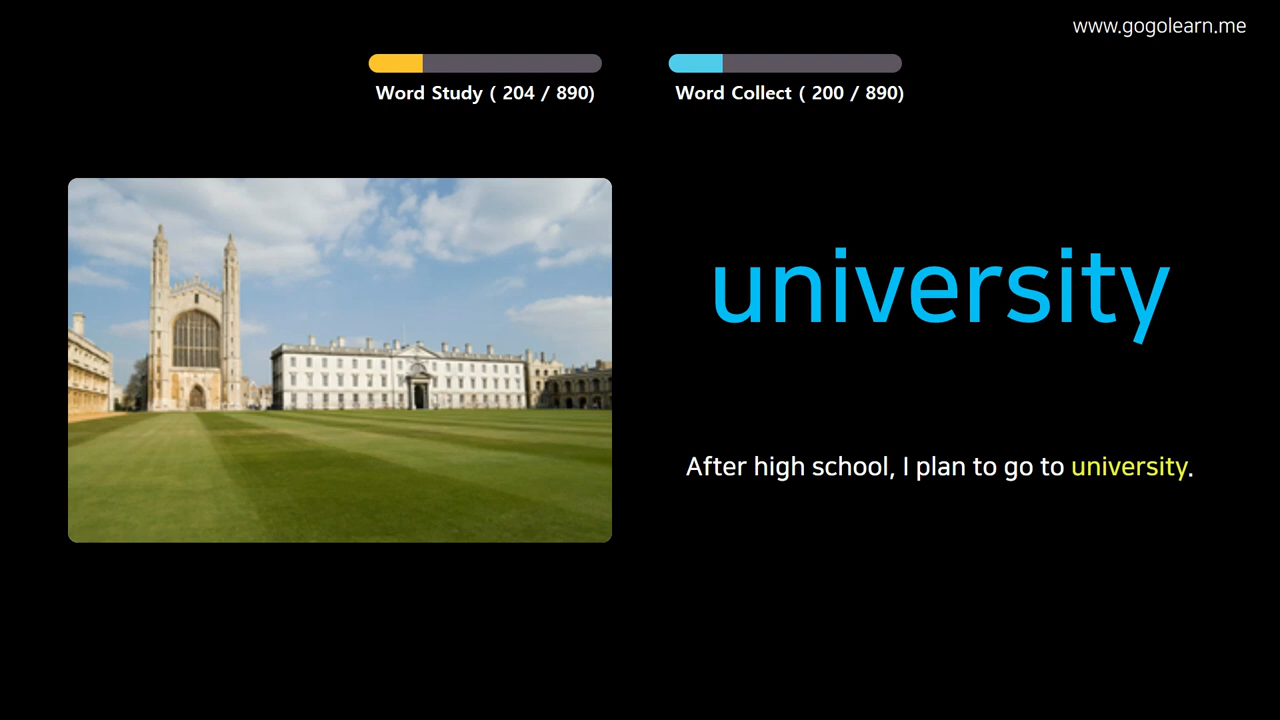 www.gogolearn.me
Word Study ( 204 / 890)
Word Collect ( 200 / 890)
university
After high school, I plan to go to university.